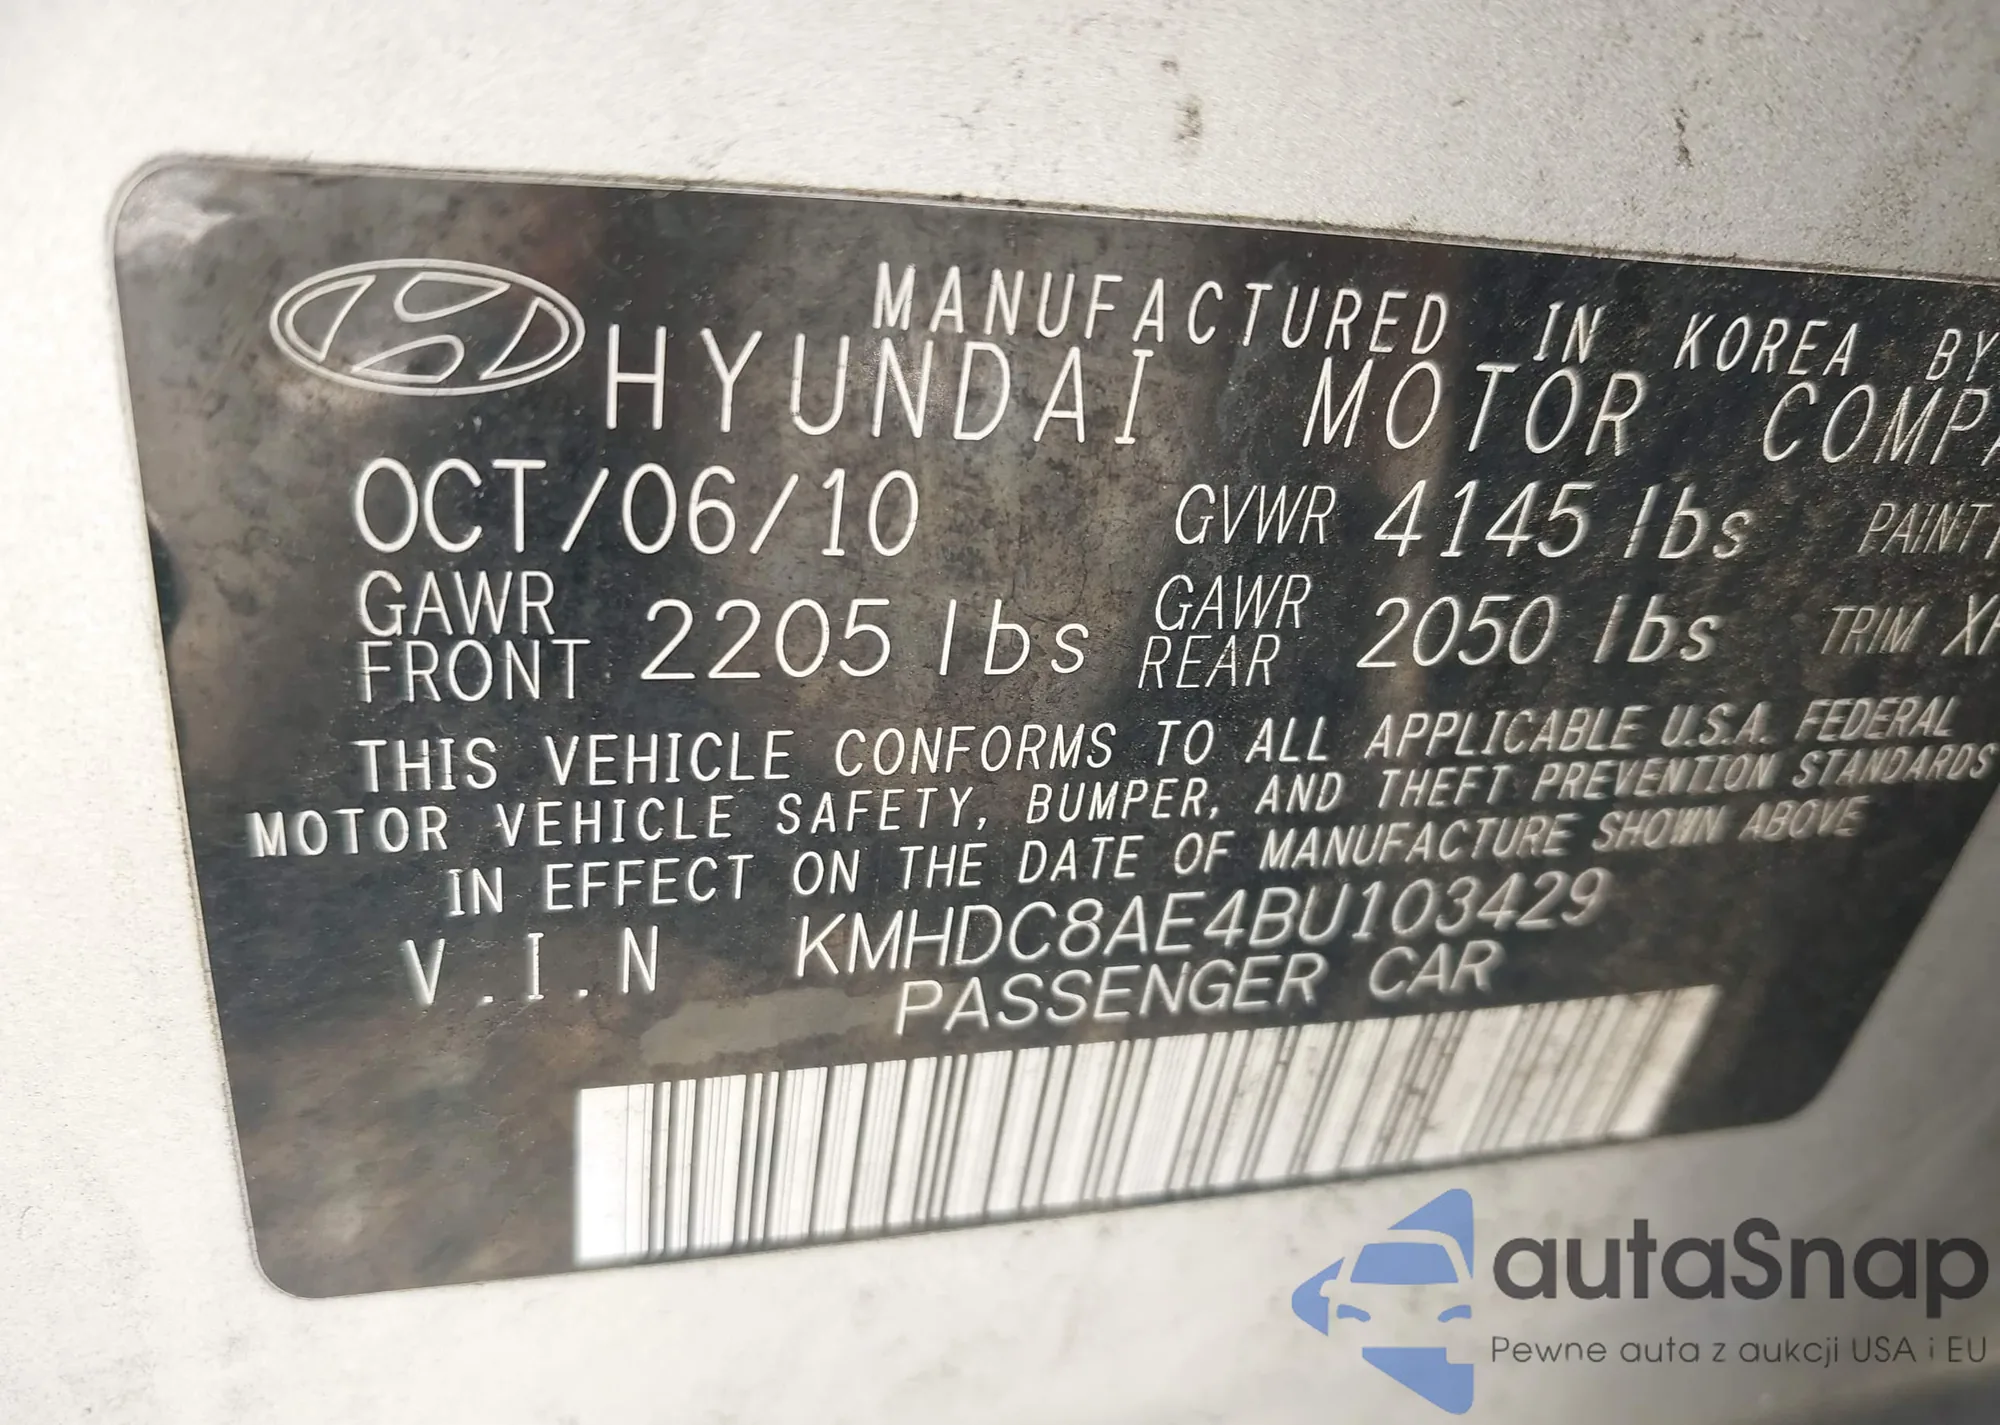 MANUFACTURED IN KOREA BY
HYUNDAI MOTOR
OCT/06/10 GVWR 4145 lbs PAINT
GAWR FRONT 2205 lbs GAWR REAR 2050 lbs TRIM
THIS VEHICLE CONFORMS TO ALL APPLICABLE U.S.A. FEDERAL
MOTOR VEHICLE SAFETY, BUMPER, AND THEFT PREVENTION STANDARDS
IN EFFECT ON THE DATE OF MANUFACTURE SHOWN ABOVE
V.I.N KMHDC8AE4BU103429
PASSENGER CAR
autaSnap
Pewne auta z aukcji USA i EU